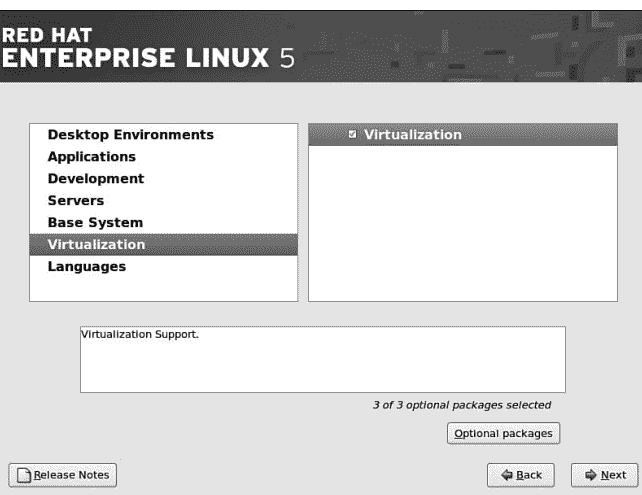 RED HAT
ENTERPRISE LINUX 5
Desktop Environments
Applications
Development
Servers
Base System
Virtualization
Languages
Virtualization
Virtualization Support.
3 of 3 optional packages selected
Optional packages
Release Notes
Back
Next